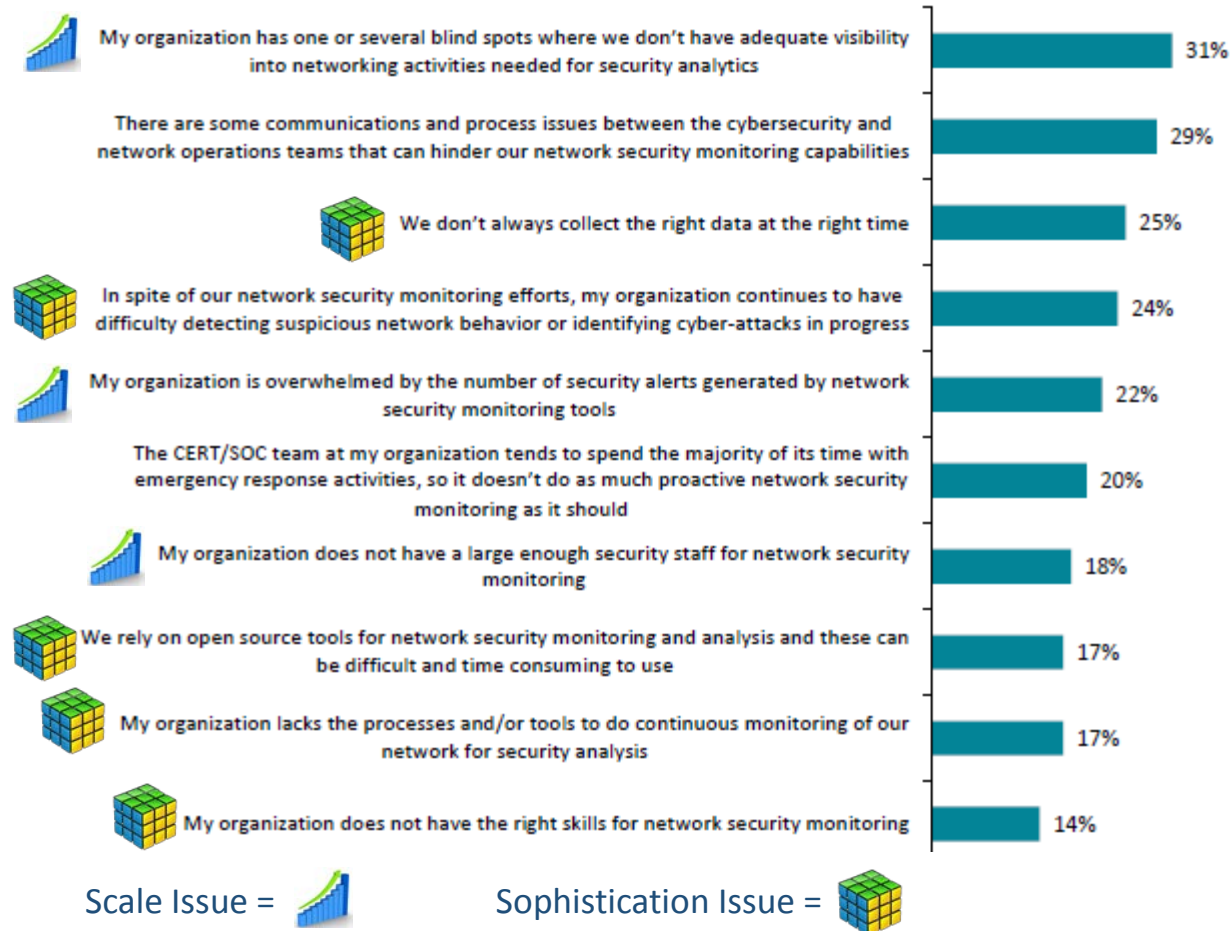 My organization has one or several blind spots where we don't have adequate visibility
into networking activities needed for security analytics
31%
There are some communications and process issues between the cybersecurity and
network operations teams that can hinder our network security monitoring capabilities
29%
We don't always collect the right data at the right time
25%
In spite of our network security monitoring efforts, my organization continues to have
difficulty detecting suspicious network behavior or identifying cyber-attacks in progress
24%
My organization is overwhelmed by the number of security alerts generated by network
security monitoring tools
22%
The CERT/SOC team at my organization tends to spend the majority of its time with
emergency response activities, so it doesn't do as much proactive network security
monitoring as it should
20%
My organization does not have a large enough security staff for network security
monitoring
18%
We rely on open source tools for network security monitoring and analysis and these can
be difficult and time consuming to use
17%
My organization lacks the processes and/or tools to do continuous monitoring of our
network for security analysis
17%
My organization does not have the right skills for network security monitoring
14%
Scale Issue =
Sophistication Issue =